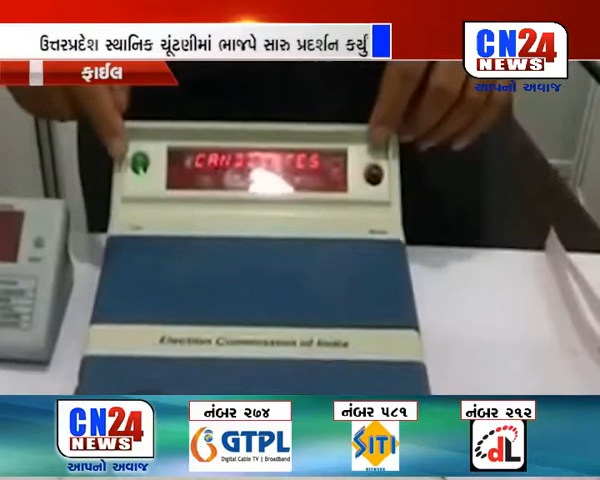 ઉત્તરપ્રદેશ સ્થાનિક ચૂંટણીમાં ભાજપે સારુ પ્રદર્શન કર્યું
ફાઈલ
CN24
NEWS
આપનો અવાજ
CANDIDATES
Election Commission of India
CN24
NEWS
આપનો અવાજ
નંબર ૨૭૪
GTPL
Digital Cable TV | Broadband
નંબર ૫૮૧
SITI
NETWORK
નંબર ૨૧૨
dL